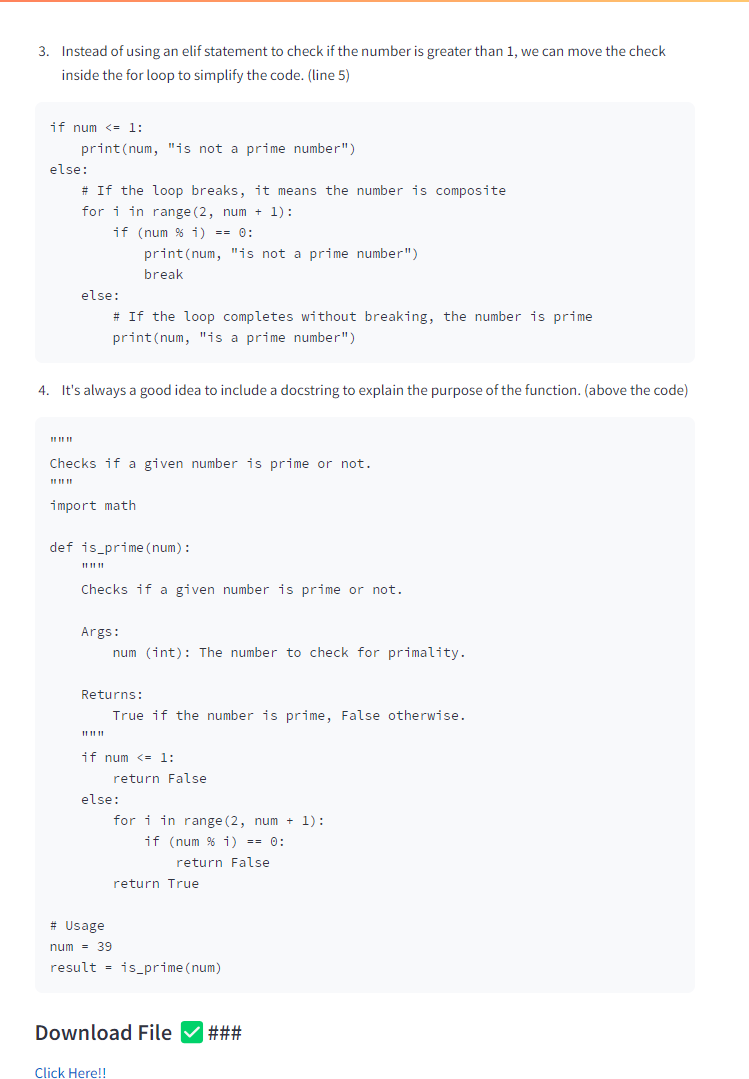 3. Instead of using an elif statement to check if the number is greater than 1, we can move the check
inside the for loop to simplify the code. (line 5)
if num <= 1:
    print(num, "is not a prime number")
else:
    # If the loop breaks, it means the number is composite
    for i in range(2, num + 1):
        if (num % i) == 0:
            print(num, "is not a prime number")
            break
    else:
        # If the loop completes without breaking, the number is prime
        print(num, "is a prime number")
4. It's always a good idea to include a docstring to explain the purpose of the function. (above the code)
"""
Checks if a given number is prime or not.
"""
import math
def is_prime(num):
    """
    Checks if a given number is prime or not.
    Args:
        num (int): The number to check for primality.
    Returns:
        True if the number is prime, False otherwise.
    """
    if num <= 1:
        return False
    else:
        for i in range(2, num + 1):
            if (num % i) == 0:
                return False
        return True
# Usage
num = 39
result = is_prime(num)
Download File ✅ ###
Click Here!!